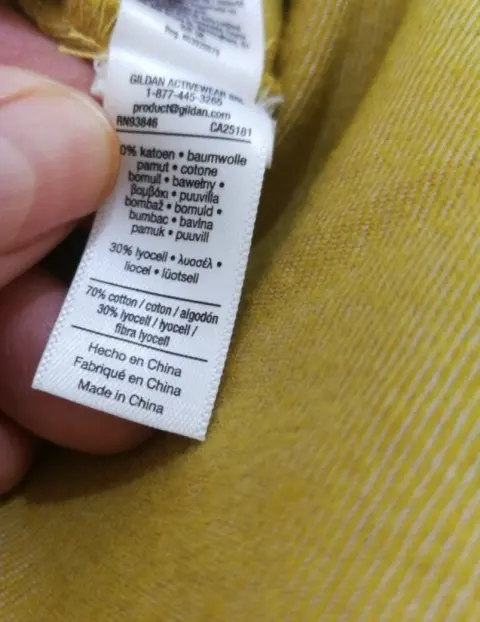 GILDAN ACTIVEWEAR SRL
1-877-445-3265
product@gildan.com
RN93846 CA25181
0% katoen • baumwolle
pamut • cotone
bomull • bawełny •
βαμβάκι • puuvilla
bombaž • bomuld •
bumbac • bavlna
pamuk • puuvill
30% lyocell • λυοσέλ •
liocel • lüotsell
70% cotton / coton / algodón
30% lyocell / lyocell /
fibra lyocell
Hecho en China
Fabriqué en China
Made in China